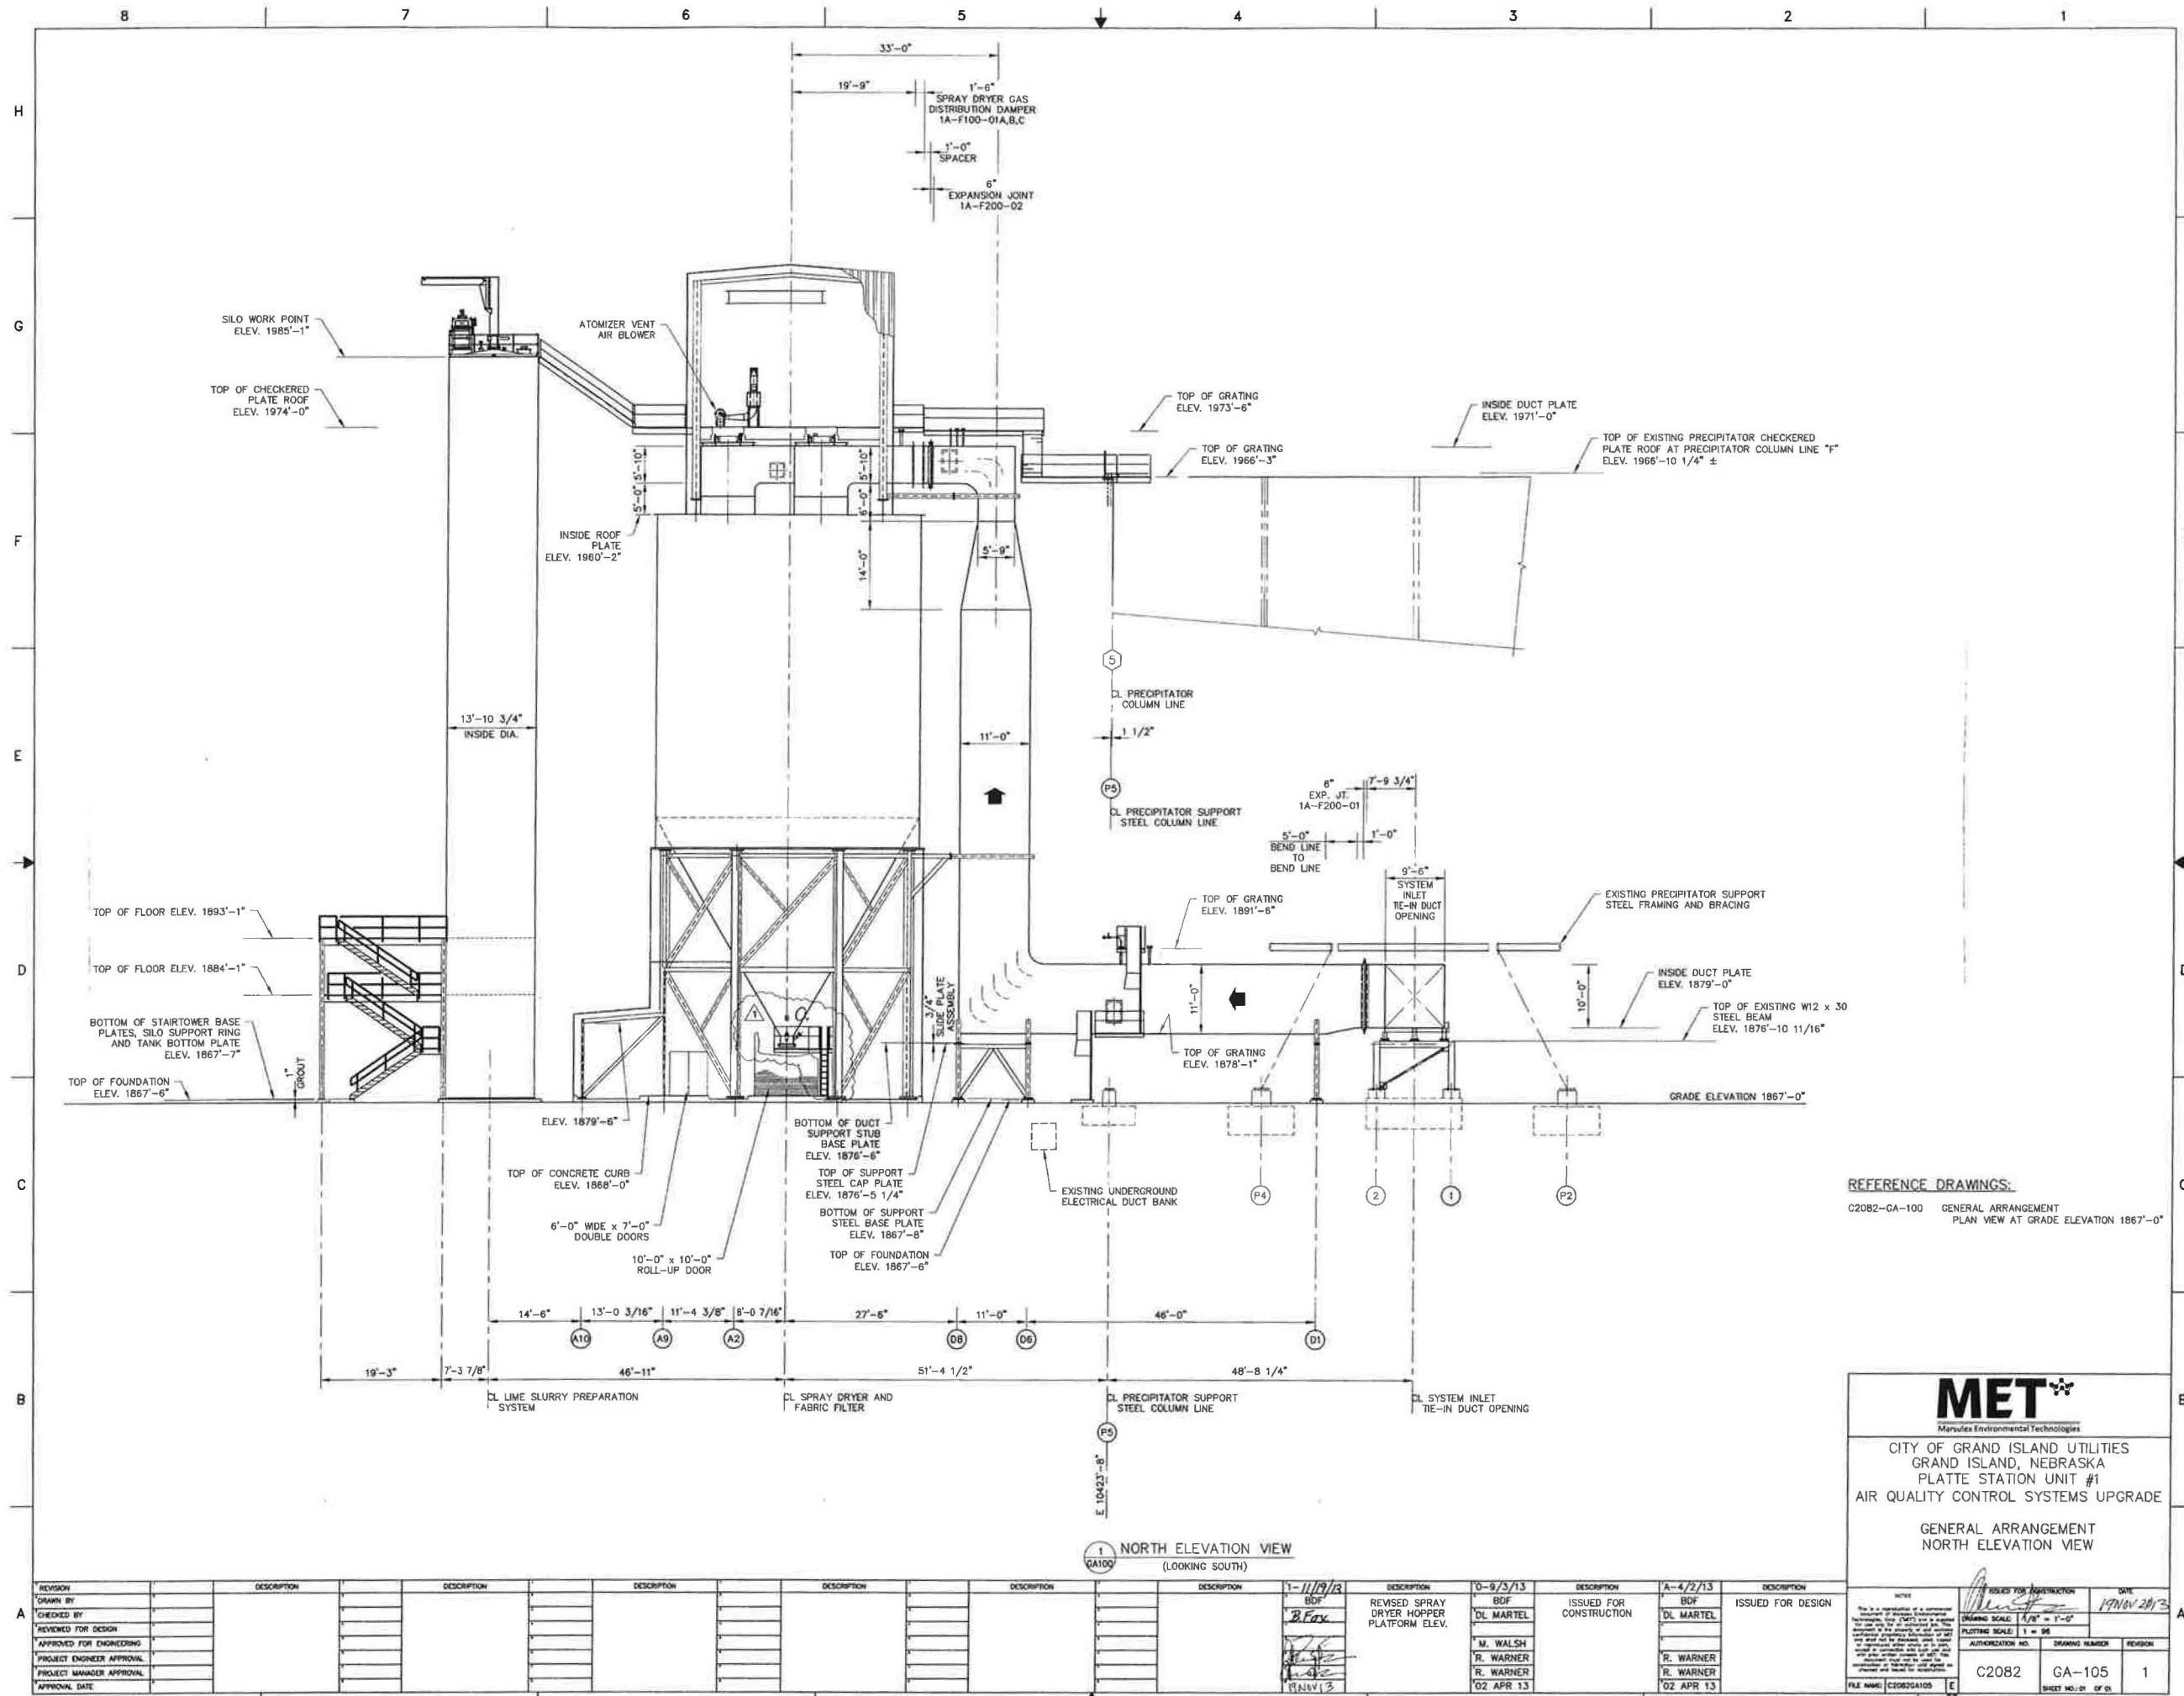 8 7 6 5 4 3 2 1
33'-0"
19'-9"
1'-6"
SPRAY DRYER GAS
DISTRIBUTION DAMPER
1A-F100-01A,B,C
1'-0"
SPACER
6"
EXPANSION JOINT
1A-F200-02
H
G
F
E
D
C
B
A
SILO WORK POINT
ELEV. 1985'-1"
ATOMIZER VENT
AIR BLOWER
TOP OF CHECKERED
PLATE ROOF
ELEV. 1974'-0"
TOP OF GRATING
ELEV. 1973'-6"
INSIDE DUCT PLATE
ELEV. 1971'-0"
TOP OF GRATING
ELEV. 1966'-3"
TOP OF EXISTING PRECIPITATOR CHECKERED
PLATE ROOF AT PRECIPITATOR COLUMN LINE "F"
ELEV. 1966'-10 1/4" ±
5'-10"
5'-0"
5'-10"
6'-0"
14'-0"
5'-9"
INSIDE ROOF
PLATE
ELEV. 1960'-2"
5
CL PRECIPITATOR
COLUMN LINE
1 1/2"
13'-10 3/4"
INSIDE DIA.
11'-0"
P5
CL PRECIPITATOR SUPPORT
STEEL COLUMN LINE
6"
EXP. JT.
1A-F200-01
7'-9 3/4"
5'-0"
BEND LINE
TO
BEND LINE
1'-0"
9'-6"
SYSTEM
INLET
TIE-IN DUCT
OPENING
EXISTING PRECIPITATOR SUPPORT
STEEL FRAMING AND BRACING
TOP OF GRATING
ELEV. 1891'-6"
TOP OF FLOOR ELEV. 1893'-1"
TOP OF FLOOR ELEV. 1884'-1"
INSIDE DUCT PLATE
ELEV. 1879'-0"
10'-0"
11'-0"
TOP OF EXISTING W12 x 30
STEEL BEAM
ELEV. 1876'-10 11/16"
3/4"
SLIDE PLATE
ASSEMBLY
1
BOTTOM OF STAIRTOWER BASE
PLATES, SILO SUPPORT RING
AND TANK BOTTOM PLATE
ELEV. 1867'-7"
1"
GROUT
TOP OF GRATING
ELEV. 1878'-1"
TOP OF FOUNDATION
ELEV. 1867'-6"
GRADE ELEVATION 1867'-0"
ELEV. 1879'-6"
BOTTOM OF DUCT
SUPPORT STUB
BASE PLATE
ELEV. 1876'-6"
TOP OF CONCRETE CURB
ELEV. 1868'-0"
TOP OF SUPPORT
STEEL CAP PLATE
ELEV. 1876'-5 1/4"
EXISTING UNDERGROUND
ELECTRICAL DUCT BANK
P4 2 1 P2
6'-0" WIDE x 7'-0"
DOUBLE DOORS
BOTTOM OF SUPPORT
STEEL BASE PLATE
ELEV. 1867'-8"
10'-0" x 10'-0"
ROLL-UP DOOR
TOP OF FOUNDATION
ELEV. 1867'-6"
REFERENCE DRAWINGS:
C2082-GA-100 GENERAL ARRANGEMENT
PLAN VIEW AT GRADE ELEVATION 1867'-0"
14'-6" 13'-0 3/16" 11'-4 3/8" 8'-0 7/16" 27'-6" 11'-0" 46'-0"
A10 A9 A2 D8 D6 D1
19'-3" 7'-3 7/8" 46'-11" 51'-4 1/2" 48'-8 1/4"
CL LIME SLURRY PREPARATION
SYSTEM
CL SPRAY DRYER AND
FABRIC FILTER
CL PRECIPITATOR SUPPORT
STEEL COLUMN LINE
CL SYSTEM INLET
TIE-IN DUCT OPENING
P5
E 10423'-8"
1
GA100
NORTH ELEVATION VIEW
(LOOKING SOUTH)
MET
Marsulex Environmental Technologies
CITY OF GRAND ISLAND UTILITIES
GRAND ISLAND, NEBRASKA
PLATTE STATION UNIT #1
AIR QUALITY CONTROL SYSTEMS UPGRADE
GENERAL ARRANGEMENT
NORTH ELEVATION VIEW
REVISION DESCRIPTION DESCRIPTION DESCRIPTION DESCRIPTION DESCRIPTION DESCRIPTION 1-11/19/13 DESCRIPTION 0-9/3/13 DESCRIPTION A-4/2/13 DESCRIPTION
DRAWN BY BDF BDF BDF
CHECKED BY B.Fox DL MARTEL DL MARTEL
REVIEWED FOR DESIGN
APPROVED FOR ENGINEERING M. WALSH
PROJECT ENGINEER APPROVAL R. WARNER R. WARNER
PROJECT MANAGER APPROVAL R. WARNER R. WARNER
APPROVAL DATE 19NOV13 02 APR 13 02 APR 13
REVISED SPRAY
DRYER HOPPER
PLATFORM ELEV.
ISSUED FOR
CONSTRUCTION
ISSUED FOR DESIGN
NOTES
ISSUED FOR CONSTRUCTION DATE
19NOV2013
DRAWING SCALE: 1/8" = 1'-0"
PLOTTING SCALE: 1 = 96
AUTHORIZATION NO. DRAWING NUMBER REVISION
C2082 GA-105 1
FILE NAME: C2082GA105 E SHEET NO.: 01 OF 01